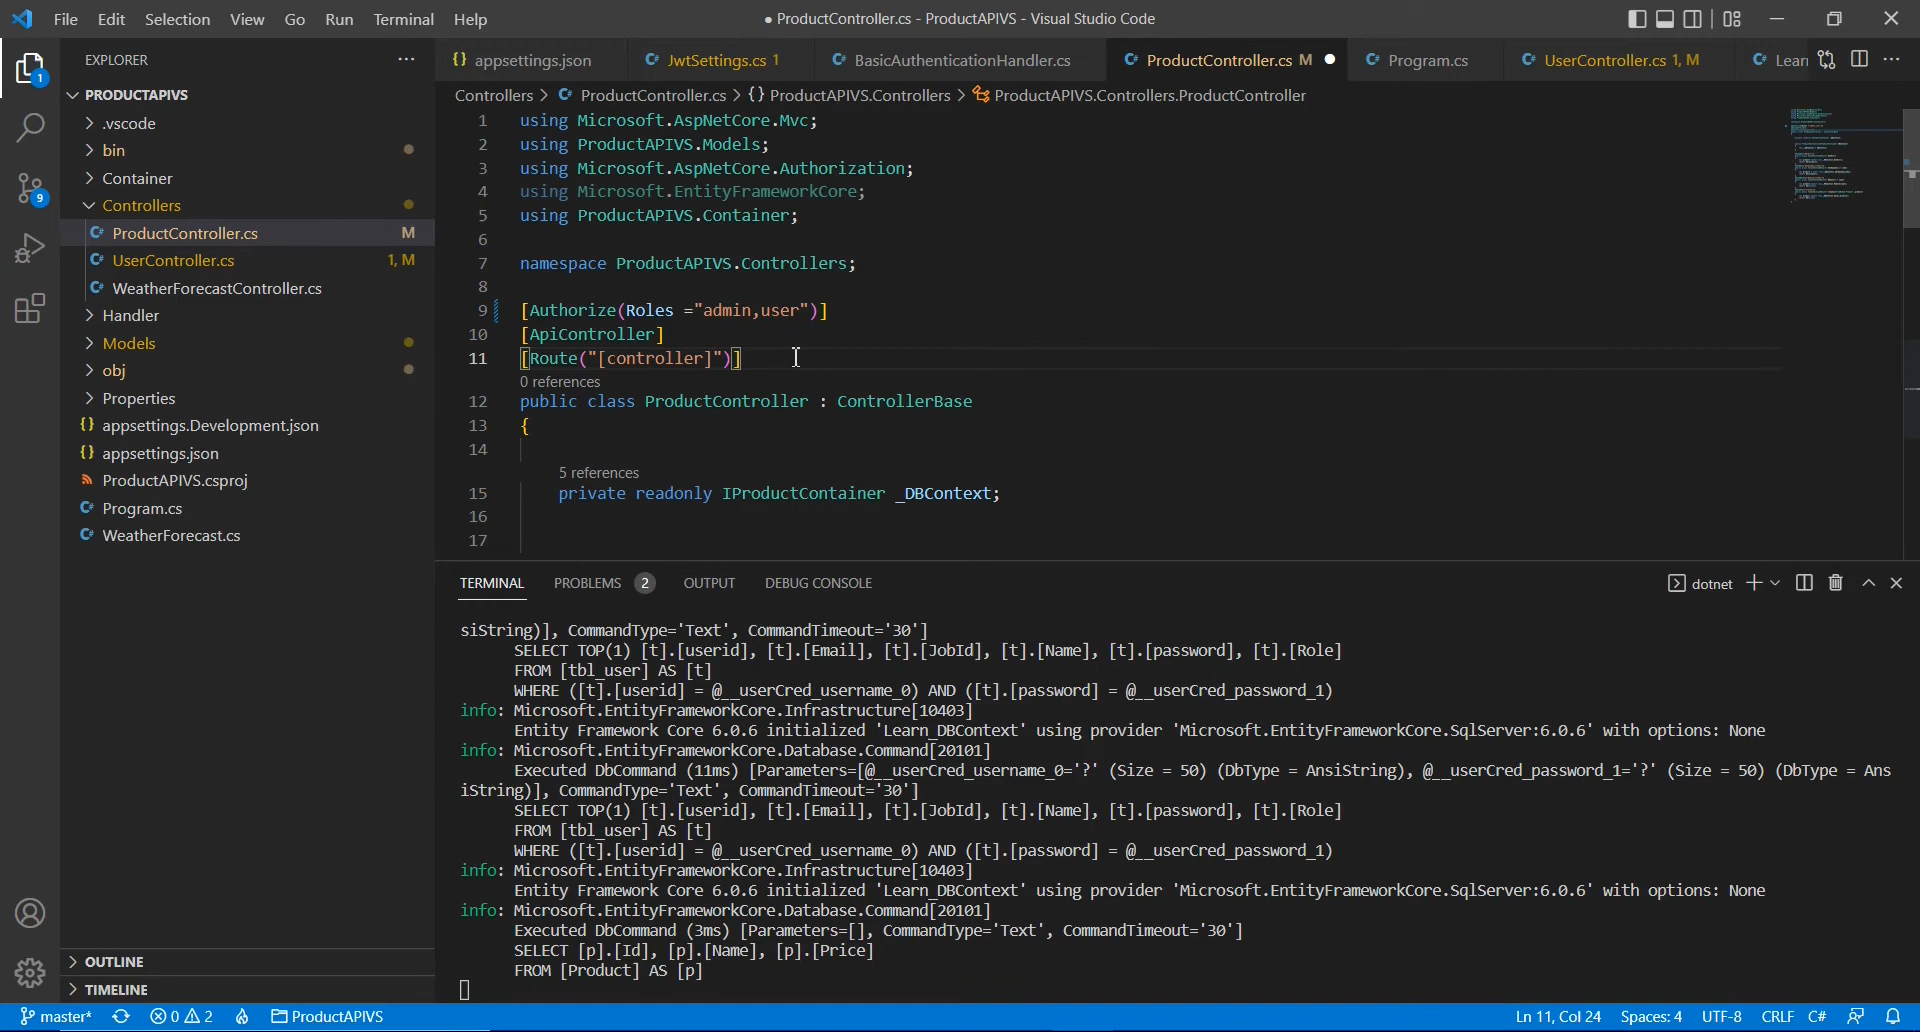 File Edit Selection View Go Run Terminal Help
● ProductController.cs - ProductAPIVS - Visual Studio Code
EXPLORER ···
PRODUCTAPIVS
.vscode
bin
Container
Controllers
ProductController.cs M
UserController.cs 1, M
WeatherForecastController.cs
Handler
Models
obj
Properties
appsettings.Development.json
appsettings.json
ProductAPIVS.csproj
Program.cs
WeatherForecast.cs
OUTLINE
TIMELINE
1
9
appsettings.json JwtSettings.cs 1 BasicAuthenticationHandler.cs ProductController.cs M ● Program.cs UserController.cs 1, M Lear
Controllers > ProductController.cs > {} ProductAPIVS.Controllers > ProductAPIVS.Controllers.ProductController
1 using Microsoft.AspNetCore.Mvc;
2 using ProductAPIVS.Models;
3 using Microsoft.AspNetCore.Authorization;
4 using Microsoft.EntityFrameworkCore;
5 using ProductAPIVS.Container;
6
7 namespace ProductAPIVS.Controllers;
8
9 [Authorize(Roles ="admin,user")]
10 [ApiController]
11 [Route("[controller]")]
0 references
12 public class ProductController : ControllerBase
13 {
14
5 references
15 private readonly IProductContainer _DBContext;
16
17
TERMINAL PROBLEMS 2 OUTPUT DEBUG CONSOLE dotnet
siString)], CommandType='Text', CommandTimeout='30']
SELECT TOP(1) [t].[userid], [t].[Email], [t].[JobId], [t].[Name], [t].[password], [t].[Role]
FROM [tbl_user] AS [t]
WHERE ([t].[userid] = @__userCred_username_0) AND ([t].[password] = @__userCred_password_1)
info: Microsoft.EntityFrameworkCore.Infrastructure[10403]
Entity Framework Core 6.0.6 initialized 'Learn_DBContext' using provider 'Microsoft.EntityFrameworkCore.SqlServer:6.0.6' with options: None
info: Microsoft.EntityFrameworkCore.Database.Command[20101]
Executed DbCommand (11ms) [Parameters=[@__userCred_username_0='?' (Size = 50) (DbType = AnsiString), @__userCred_password_1='?' (Size = 50) (DbType = Ans
iString)], CommandType='Text', CommandTimeout='30']
SELECT TOP(1) [t].[userid], [t].[Email], [t].[JobId], [t].[Name], [t].[password], [t].[Role]
FROM [tbl_user] AS [t]
WHERE ([t].[userid] = @__userCred_username_0) AND ([t].[password] = @__userCred_password_1)
info: Microsoft.EntityFrameworkCore.Infrastructure[10403]
Entity Framework Core 6.0.6 initialized 'Learn_DBContext' using provider 'Microsoft.EntityFrameworkCore.SqlServer:6.0.6' with options: None
info: Microsoft.EntityFrameworkCore.Database.Command[20101]
Executed DbCommand (3ms) [Parameters=[], CommandType='Text', CommandTimeout='30']
SELECT [p].[Id], [p].[Name], [p].[Price]
FROM [Product] AS [p]
master* 0 2 ProductAPIVS Ln 11, Col 24 Spaces: 4 UTF-8 CRLF C#